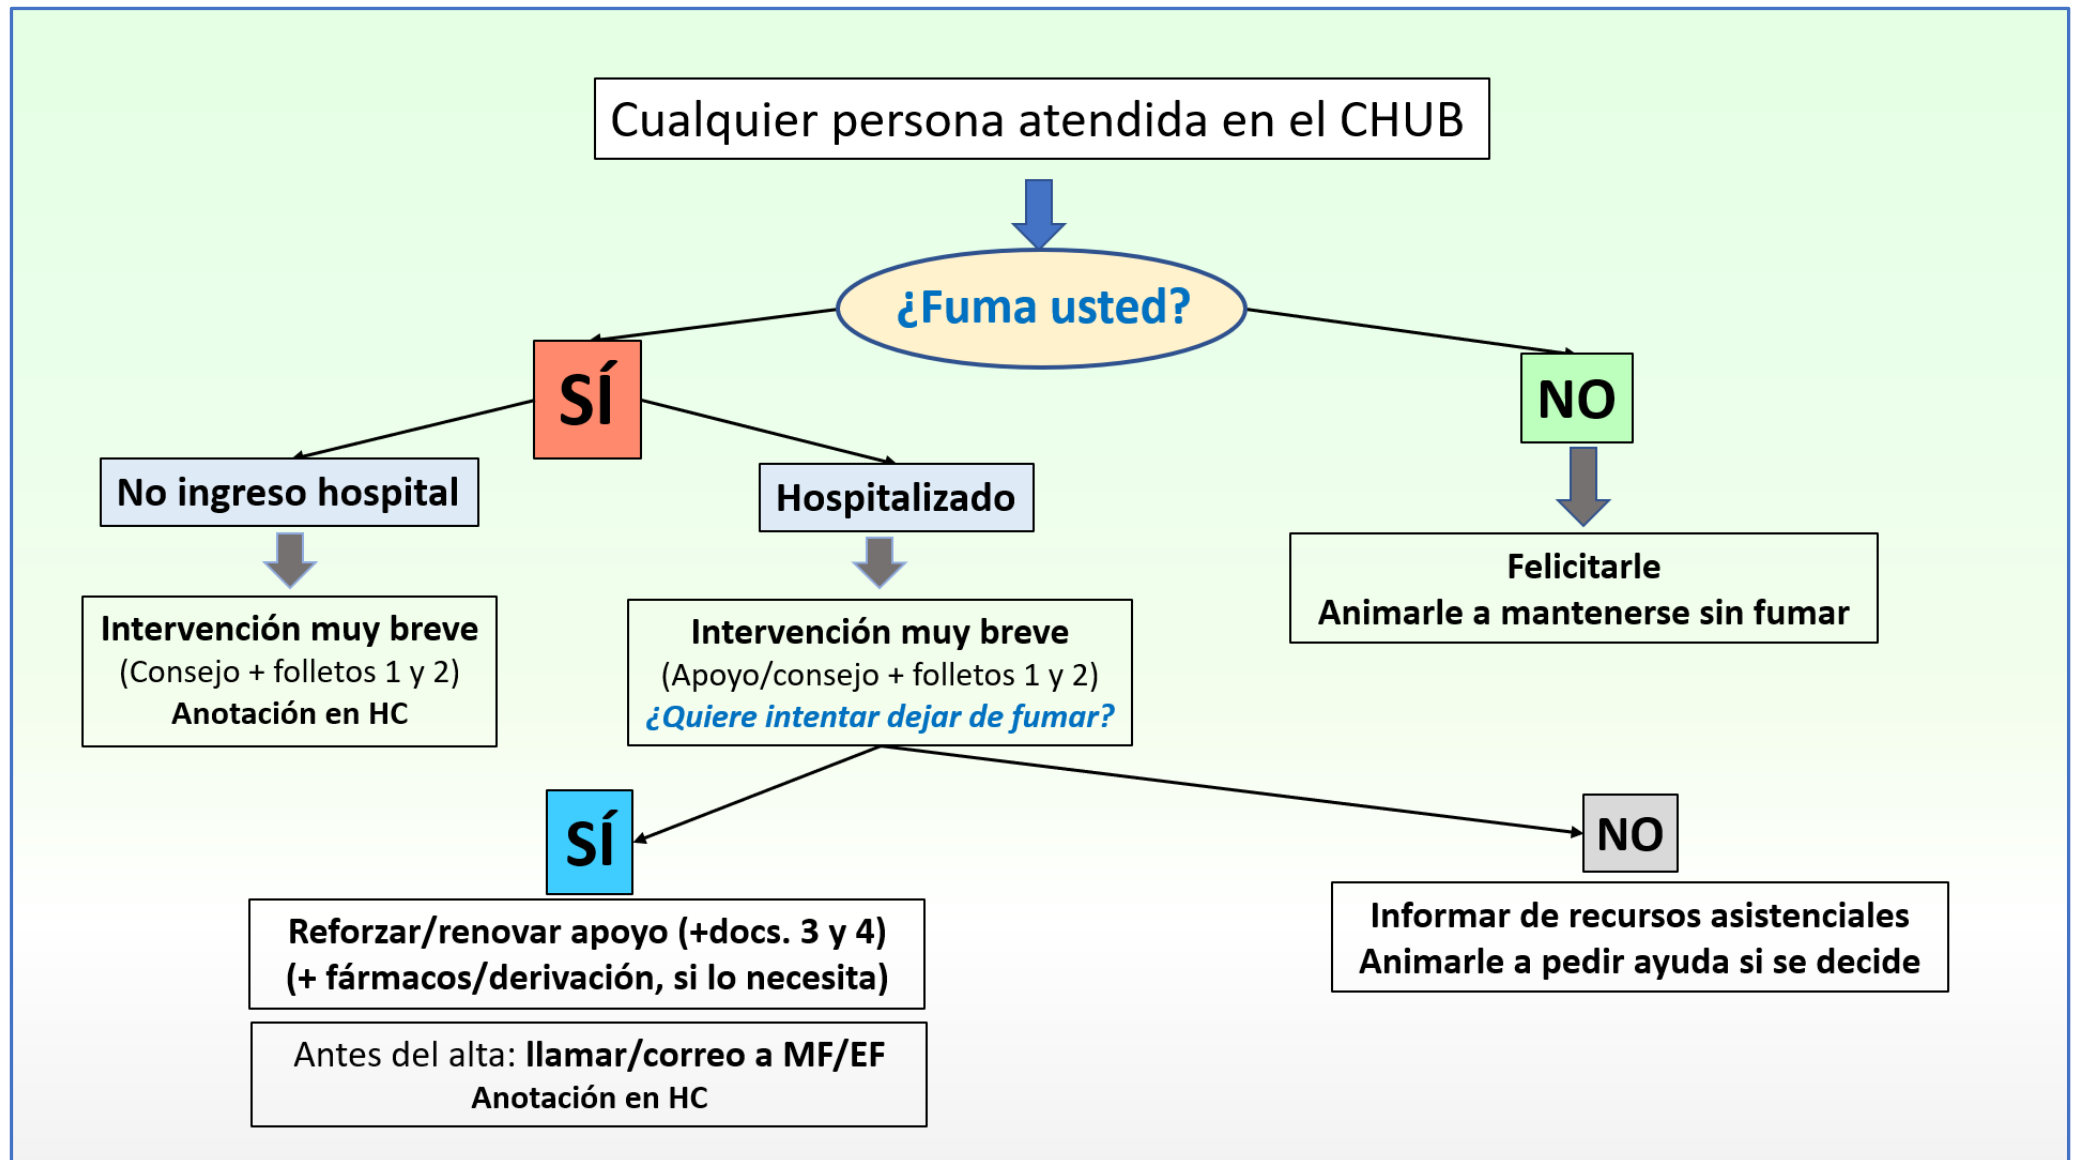 Cualquier persona atendida en el CHUB
¿Fuma usted?
SÍ
NO
No ingreso hospital
Hospitalizado
Intervención muy breve
(Consejo + folletos 1 y 2)
Anotación en HC
Intervención muy breve
(Apoyo/consejo + folletos 1 y 2)
¿Quiere intentar dejar de fumar?
Felicitarle
Animarle a mantenerse sin fumar
SÍ
NO
Reforzar/renovar apoyo (+docs. 3 y 4)
(+ fármacos/derivación, si lo necesita)
Antes del alta: llamar/correo a MF/EF
Anotación en HC
Informar de recursos asistenciales
Animarle a pedir ayuda si se decide